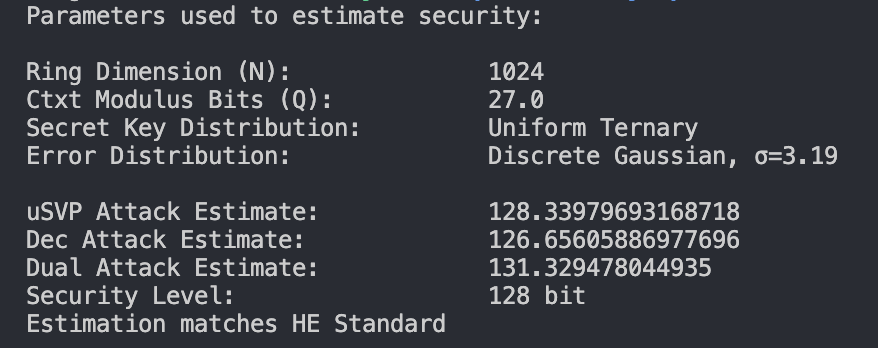 Parameters used to estimate security:
Ring Dimension (N): 1024
Ctxt Modulus Bits (Q): 27.0
Secret Key Distribution: Uniform Ternary
Error Distribution: Discrete Gaussian, σ=3.19
uSVP Attack Estimate: 128.33979693168718
Dec Attack Estimate: 126.65605886977696
Dual Attack Estimate: 131.329478044935
Security Level: 128 bit
Estimation matches HE Standard